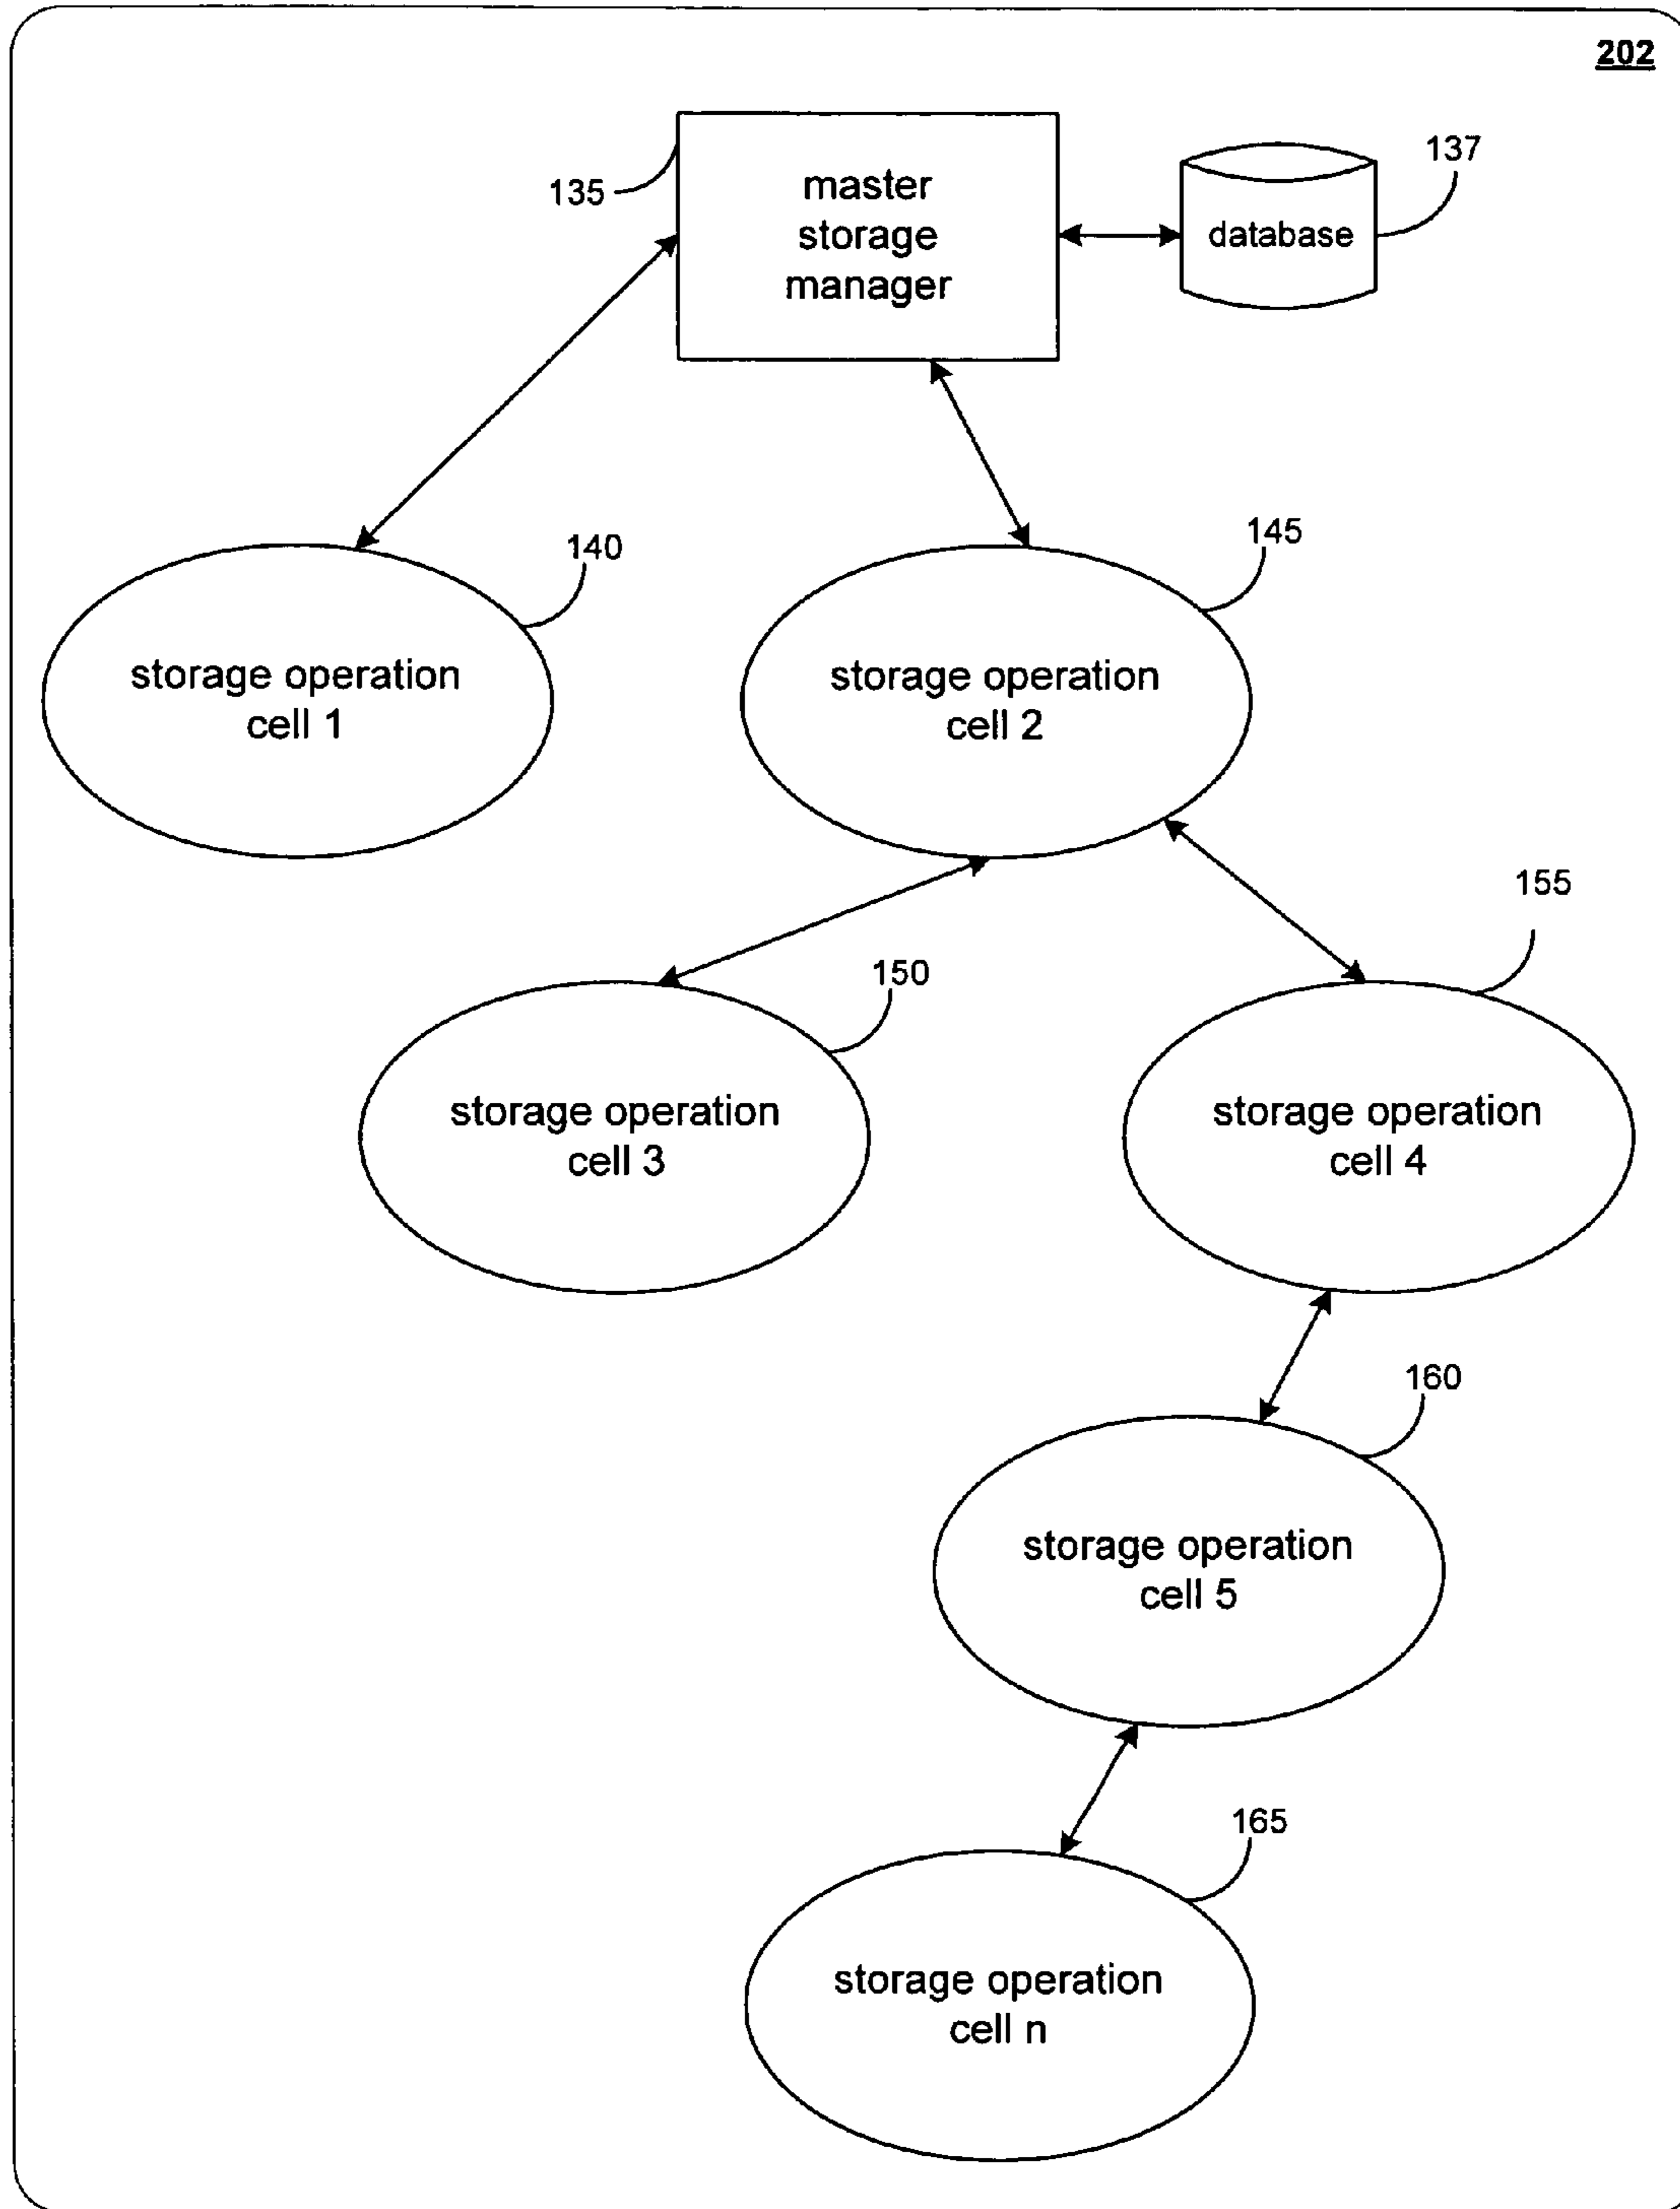 202
135
master
storage
manager
database
137
140
storage operation
cell 1
145
storage operation
cell 2
150
storage operation
cell 3
155
storage operation
cell 4
160
storage operation
cell 5
165
storage operation
cell n